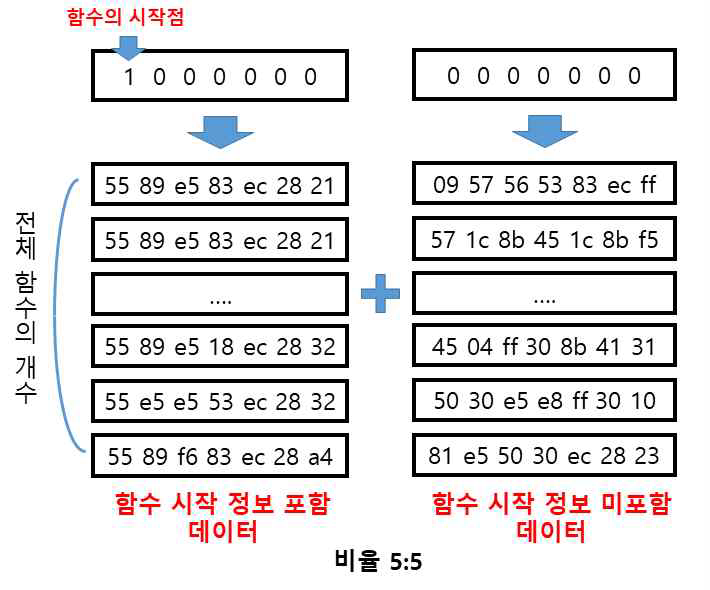 함수의 시작점
1 0 0 0 0 0 0
0 0 0 0 0 0 0
전체 함수의 개수
55 89 e5 83 ec 28 21
55 89 e5 83 ec 28 21
....
55 89 e5 18 ec 28 32
55 e5 e5 53 ec 28 32
55 89 f6 83 ec 28 a4
함수 시작 정보 포함
데이터
09 57 56 53 83 ec ff
57 1c 8b 45 1c 8b f5
....
45 04 ff 30 8b 41 31
50 30 e5 e8 ff 30 10
81 e5 50 30 ec 28 23
함수 시작 정보 미포함
데이터
비율 5:5